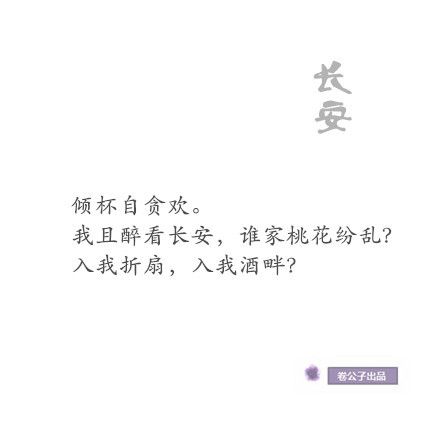 长
安
倾杯自贪欢。
我且醉看长安，谁家桃花纷乱?
入我折扇，入我酒畔?
卷公子出品